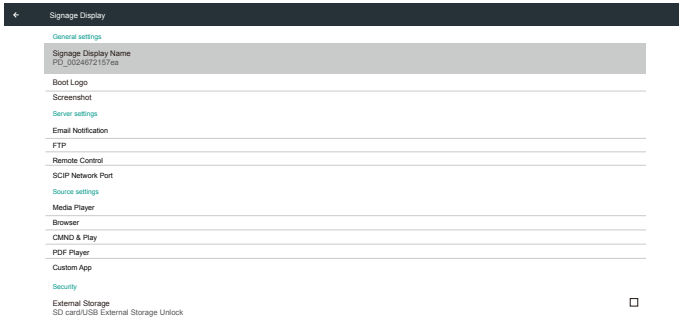 Signage Display
General settings
Signage Display Name
PD_0024672157ea
Boot Logo
Screenshot
Server settings
Email Notification
FTP
Remote Control
SCIP Network Port
Source settings
Media Player
Browser
CMND & Play
PDF Player
Custom App
Security
External Storage
SD card/USB External Storage Unlock